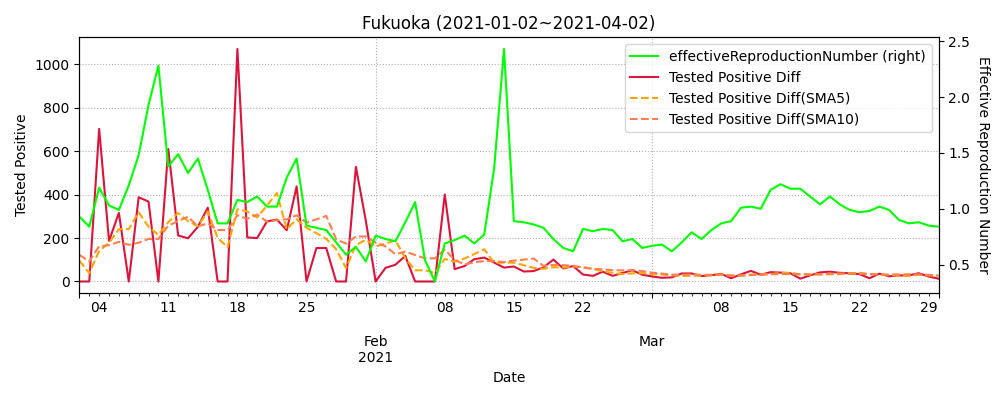 Fukuoka (2021-01-02~2021-04-02)
effectiveReproductionNumber (right)
Tested Positive Diff
Tested Positive Diff(SMA5)
Tested Positive Diff(SMA10)
Tested Positive
1000
800
600
400
200
0
Effective Reproduction Number
2.5
2.0
1.5
1.0
0.5
04 11 18 25 08 15 22 08 15 22 29
Feb Mar
2021
Date